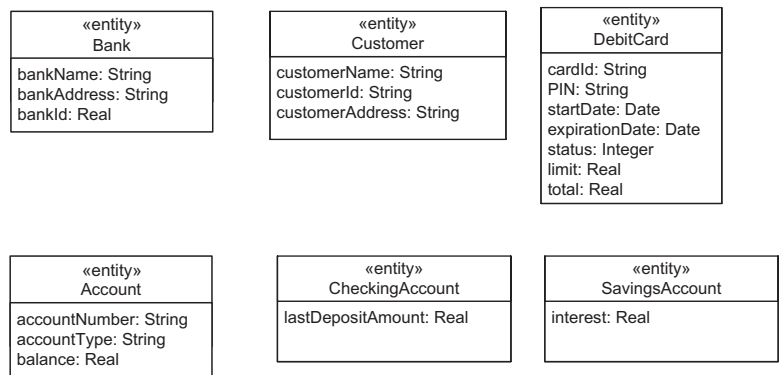 «entity»
Bank
bankName: String
bankAddress: String
bankId: Real
«entity»
Customer
customerName: String
customerId: String
customerAddress: String
«entity»
DebitCard
cardId: String
PIN: String
startDate: Date
expirationDate: Date
status: Integer
limit: Real
total: Real
«entity»
Account
accountNumber: String
accountType: String
balance: Real
«entity»
CheckingAccount
lastDepositAmount: Real
«entity»
SavingsAccount
interest: Real